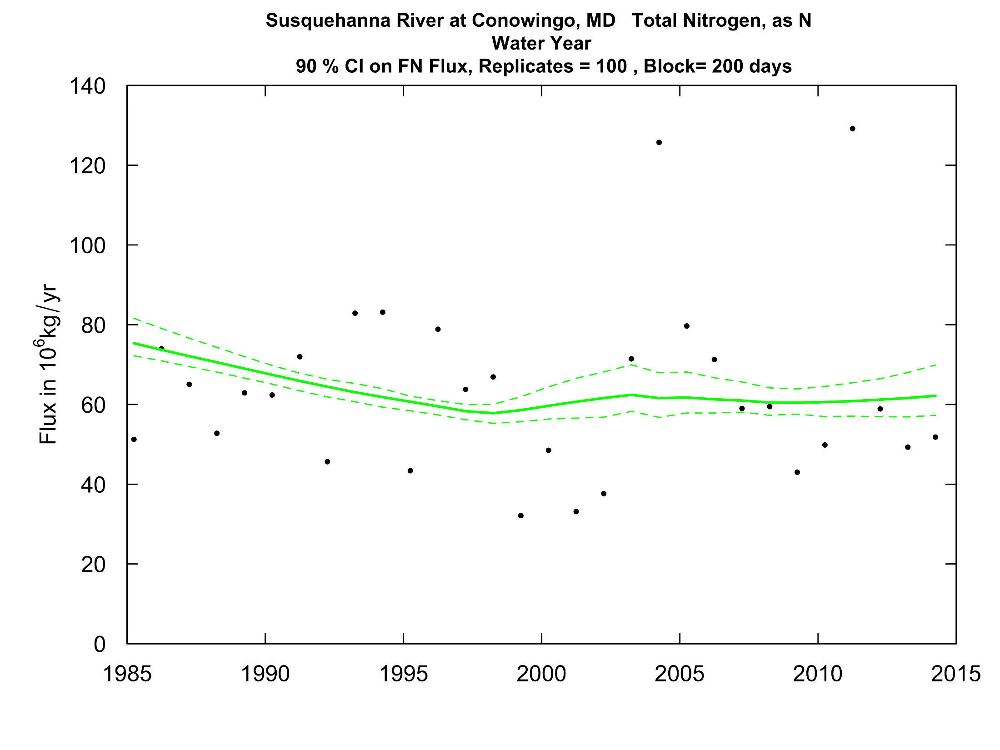 Susquehanna River at Conowingo, MD   Total Nitrogen, as N
Water Year
90 % CI on FN Flux, Replicates = 100 , Block= 200 days
Flux in 10⁶kg/yr
140
120
100
80
60
40
20
0
1985 1990 1995 2000 2005 2010 2015